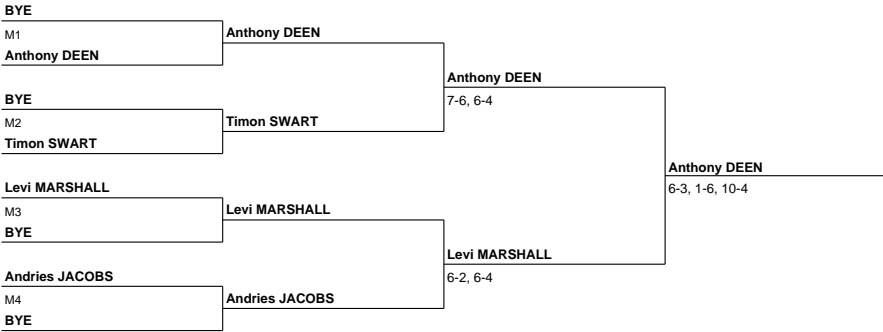 BYE
M1
Anthony DEEN
BYE
M2
Timon SWART
Levi MARSHALL
M3
BYE
Andries JACOBS
M4
BYE
Anthony DEEN
Timon SWART
Levi MARSHALL
Andries JACOBS
Anthony DEEN
7-6, 6-4
Levi MARSHALL
6-2, 6-4
Anthony DEEN
6-3, 1-6, 10-4